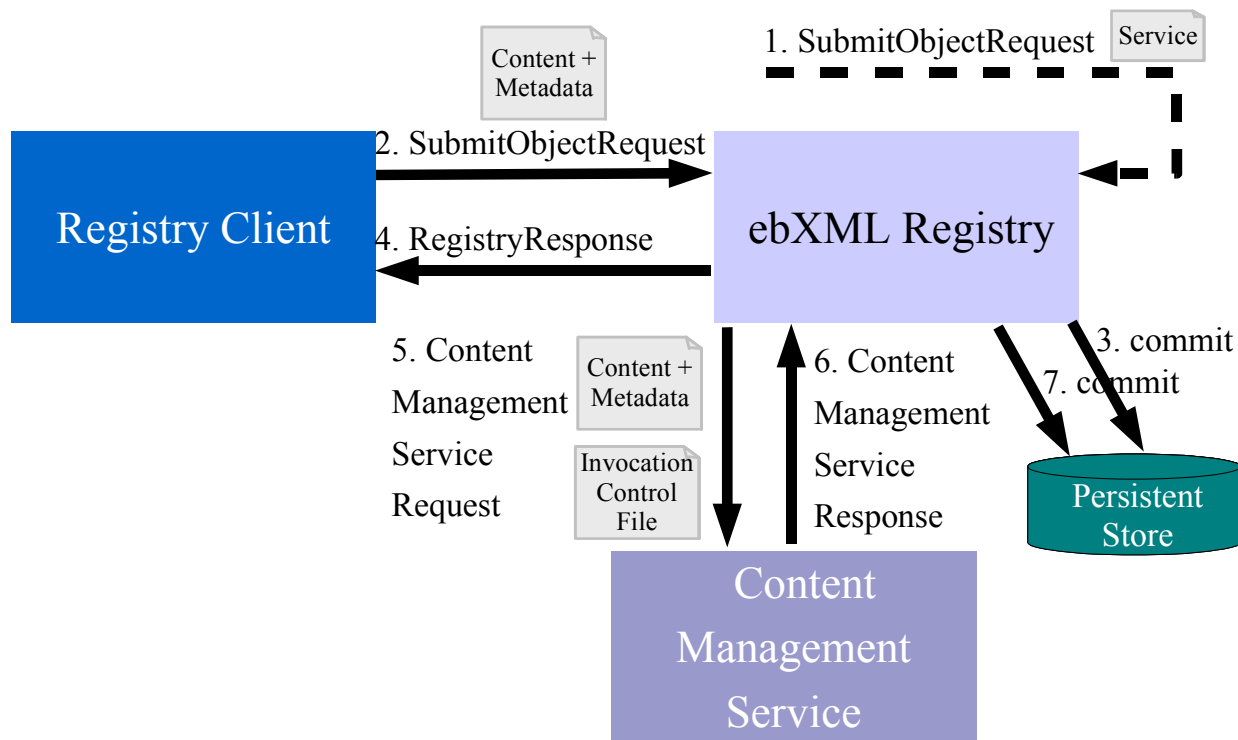 1. SubmitObjectRequest
Service
Content +
Metadata
2. SubmitObjectRequest
Registry Client
ebXML Registry
4. RegistryResponse
5. Content
Management
Service
Request
Content +
Metadata
Invocation
Control
File
6. Content
Management
Service
Response
3. commit
7. commit
Persistent
Store
Content
Management
Service